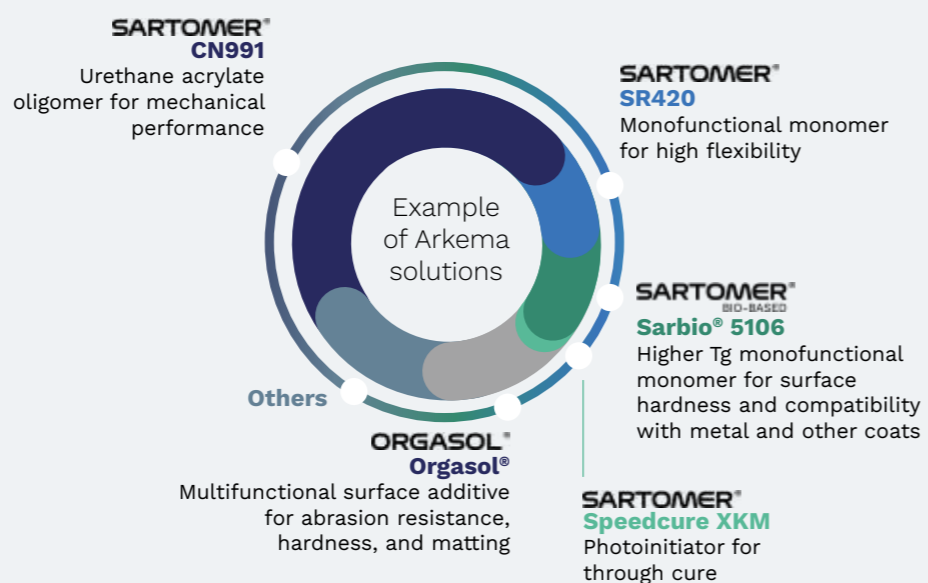 SARTOMER®
CN991
Urethane acrylate
oligomer for mechanical
performance
SARTOMER®
SR420
Monofunctional monomer
for high flexibility
Example
of Arkema
solutions
SARTOMER®
BIO-BASED
Sarbio® 5106
Higher Tg monofunctional
monomer for surface
hardness and compatibility
with metal and other coats
Others
ORGASOL®
Orgasol®
Multifunctional surface additive
for abrasion resistance,
hardness, and matting
SARTOMER®
Speedcure XKM
Photoinitiator for
through cure